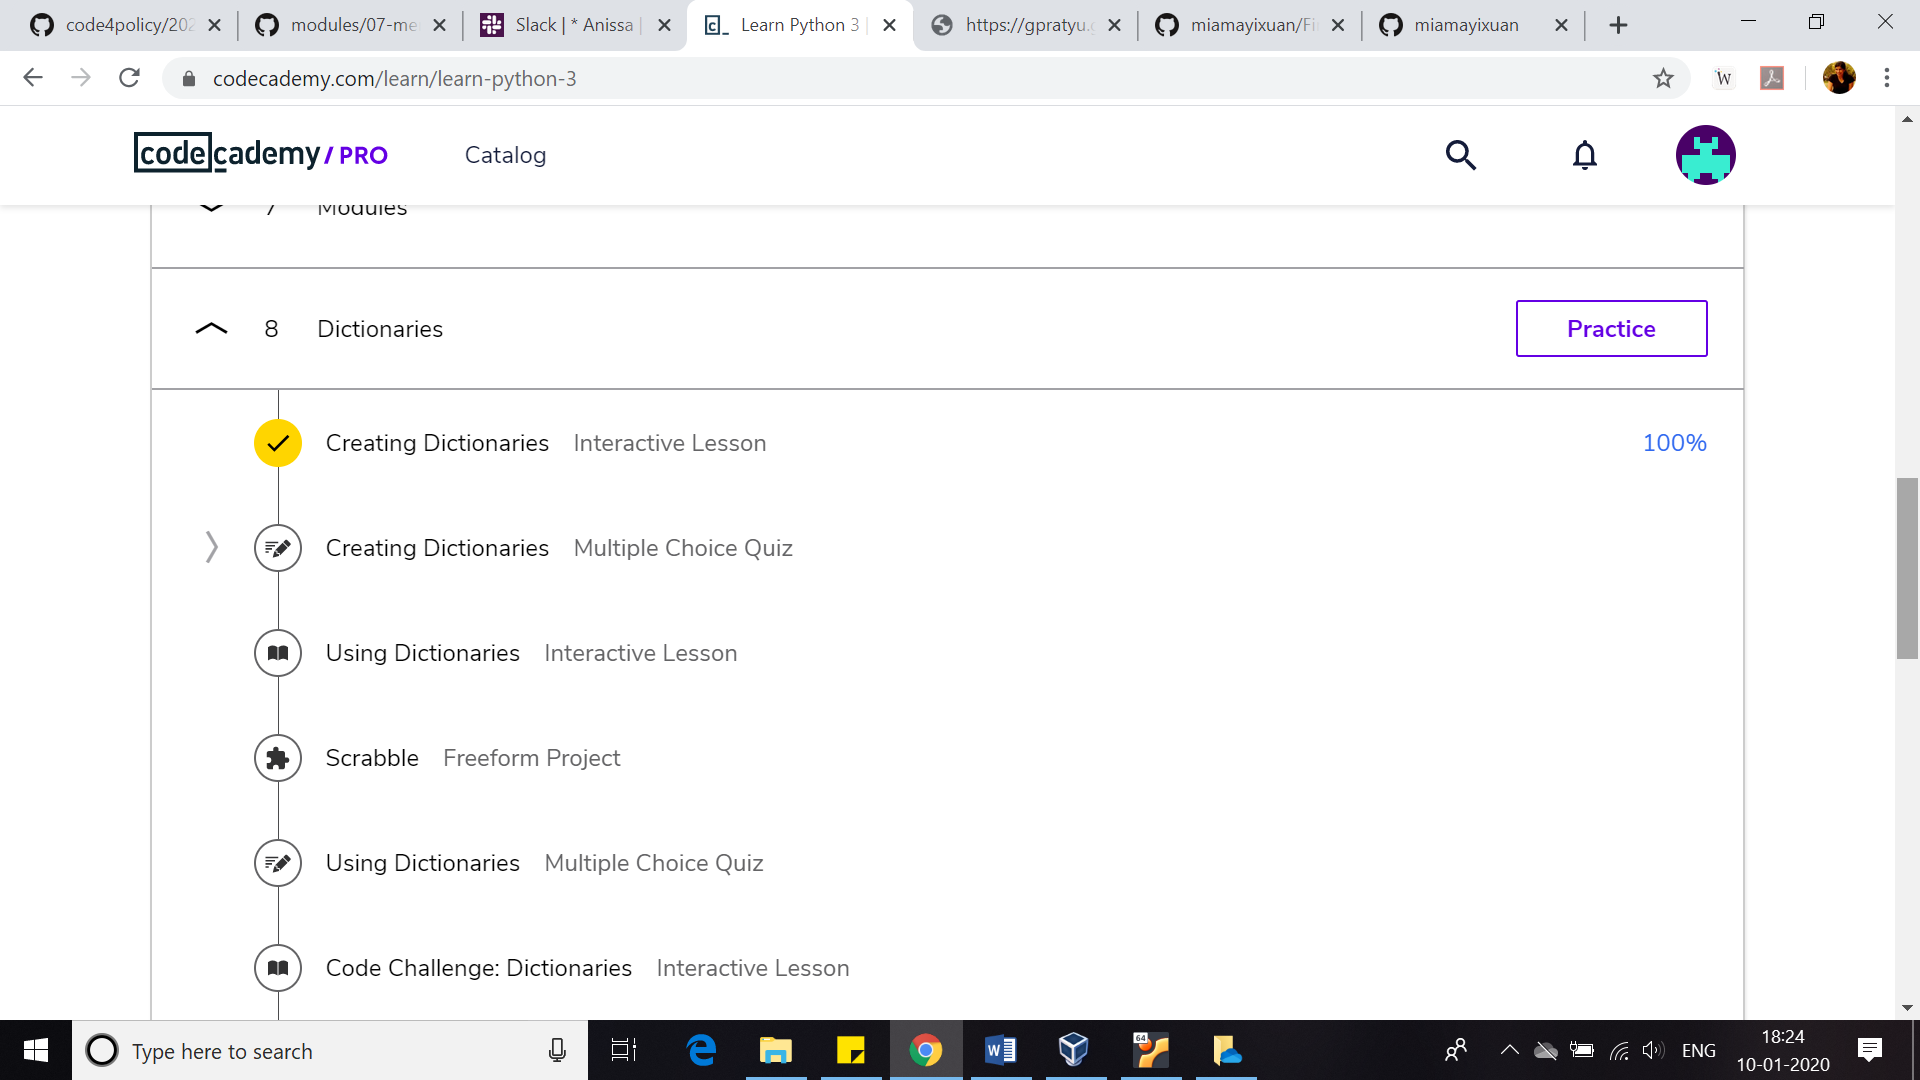 code4policy/202
modules/07-me
Slack | * Anissa |
Learn Python 3 |
https://gpratyu.g
miamayixuan/Fi
miamayixuan
codecademy.com/learn/learn-python-3
W
codecademy / PRO
Catalog
7 Modules
8 Dictionaries
Practice
Creating Dictionaries Interactive Lesson 100%
Creating Dictionaries Multiple Choice Quiz
Using Dictionaries Interactive Lesson
Scrabble Freeform Project
Using Dictionaries Multiple Choice Quiz
Code Challenge: Dictionaries Interactive Lesson
Type here to search
64
ENG
18:24
10-01-2020